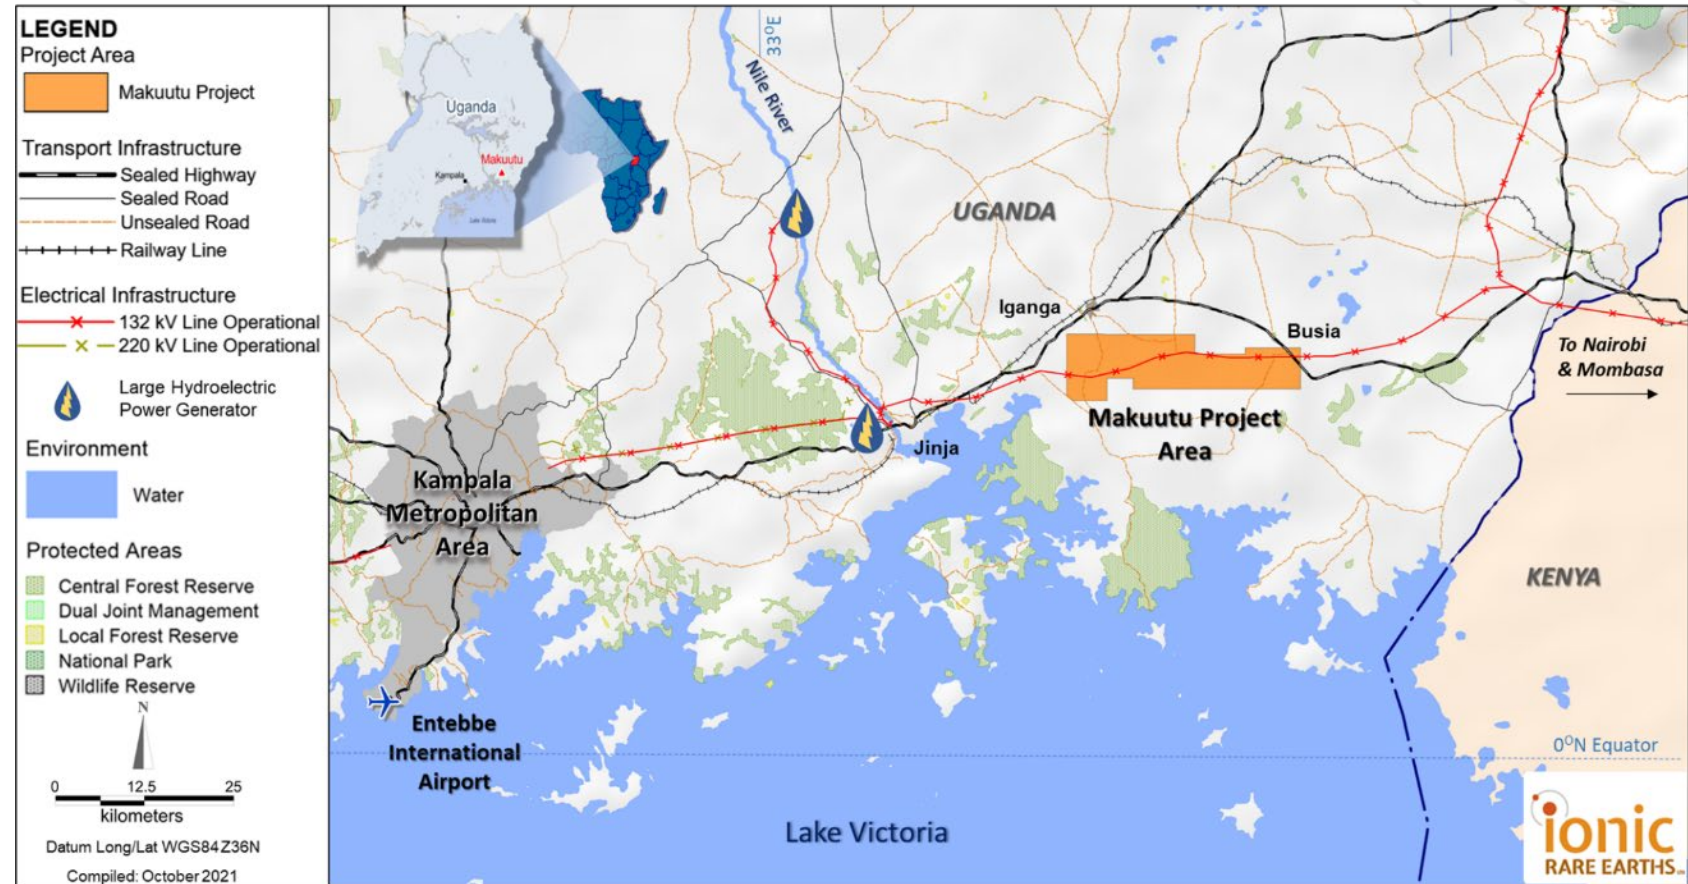 LEGEND
Project Area
Makuutu Project
Transport Infrastructure
Sealed Highway
Sealed Road
Unsealed Road
Railway Line
Electrical Infrastructure
132 kV Line Operational
220 kV Line Operational
Large Hydroelectric
Power Generator
Environment
Water
Protected Areas
Central Forest Reserve
Dual Joint Management
Local Forest Reserve
National Park
Wildlife Reserve
N
0 12.5 25
kilometers
Datum Long/Lat WGS84 Z36N
Compiled: October 2021
Uganda
Makuutu
Kampala
Lake Victoria
33°E
Nile River
UGANDA
Iganga
Busia
To Nairobi
& Mombasa
Makuutu Project
Area
Jinja
Kampala
Metropolitan
Area
KENYA
Entebbe
International
Airport
0°N Equator
Lake Victoria
ionic
RARE EARTHS